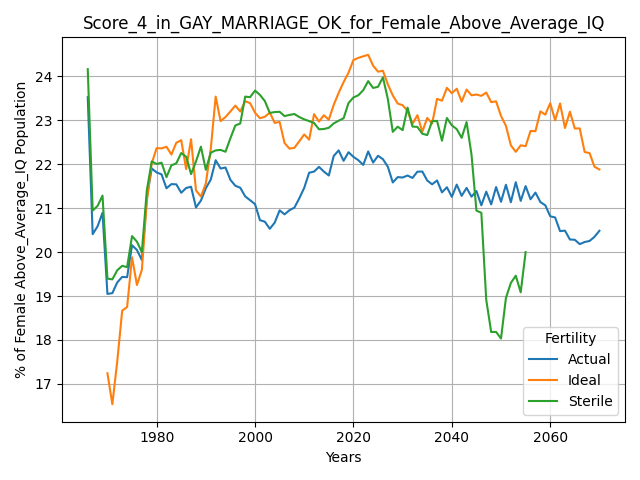 Score_4_in_GAY_MARRIAGE_OK_for_Female_Above_Average_IQ
% of Female Above_Average_IQ Population
24
23
22
21
20
19
18
17
1980
2000
2020
2040
2060
Years
Fertility
Actual
Ideal
Sterile